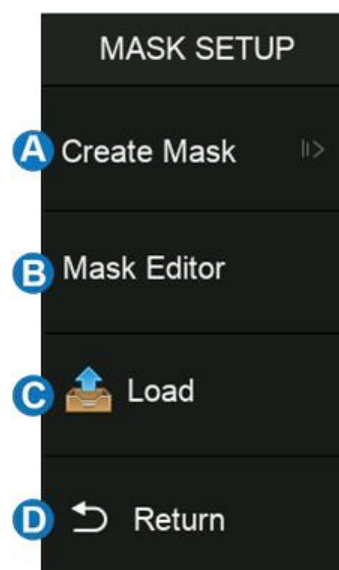 MASK SETUP
A Create Mask
B Mask Editor
C Load
D Return